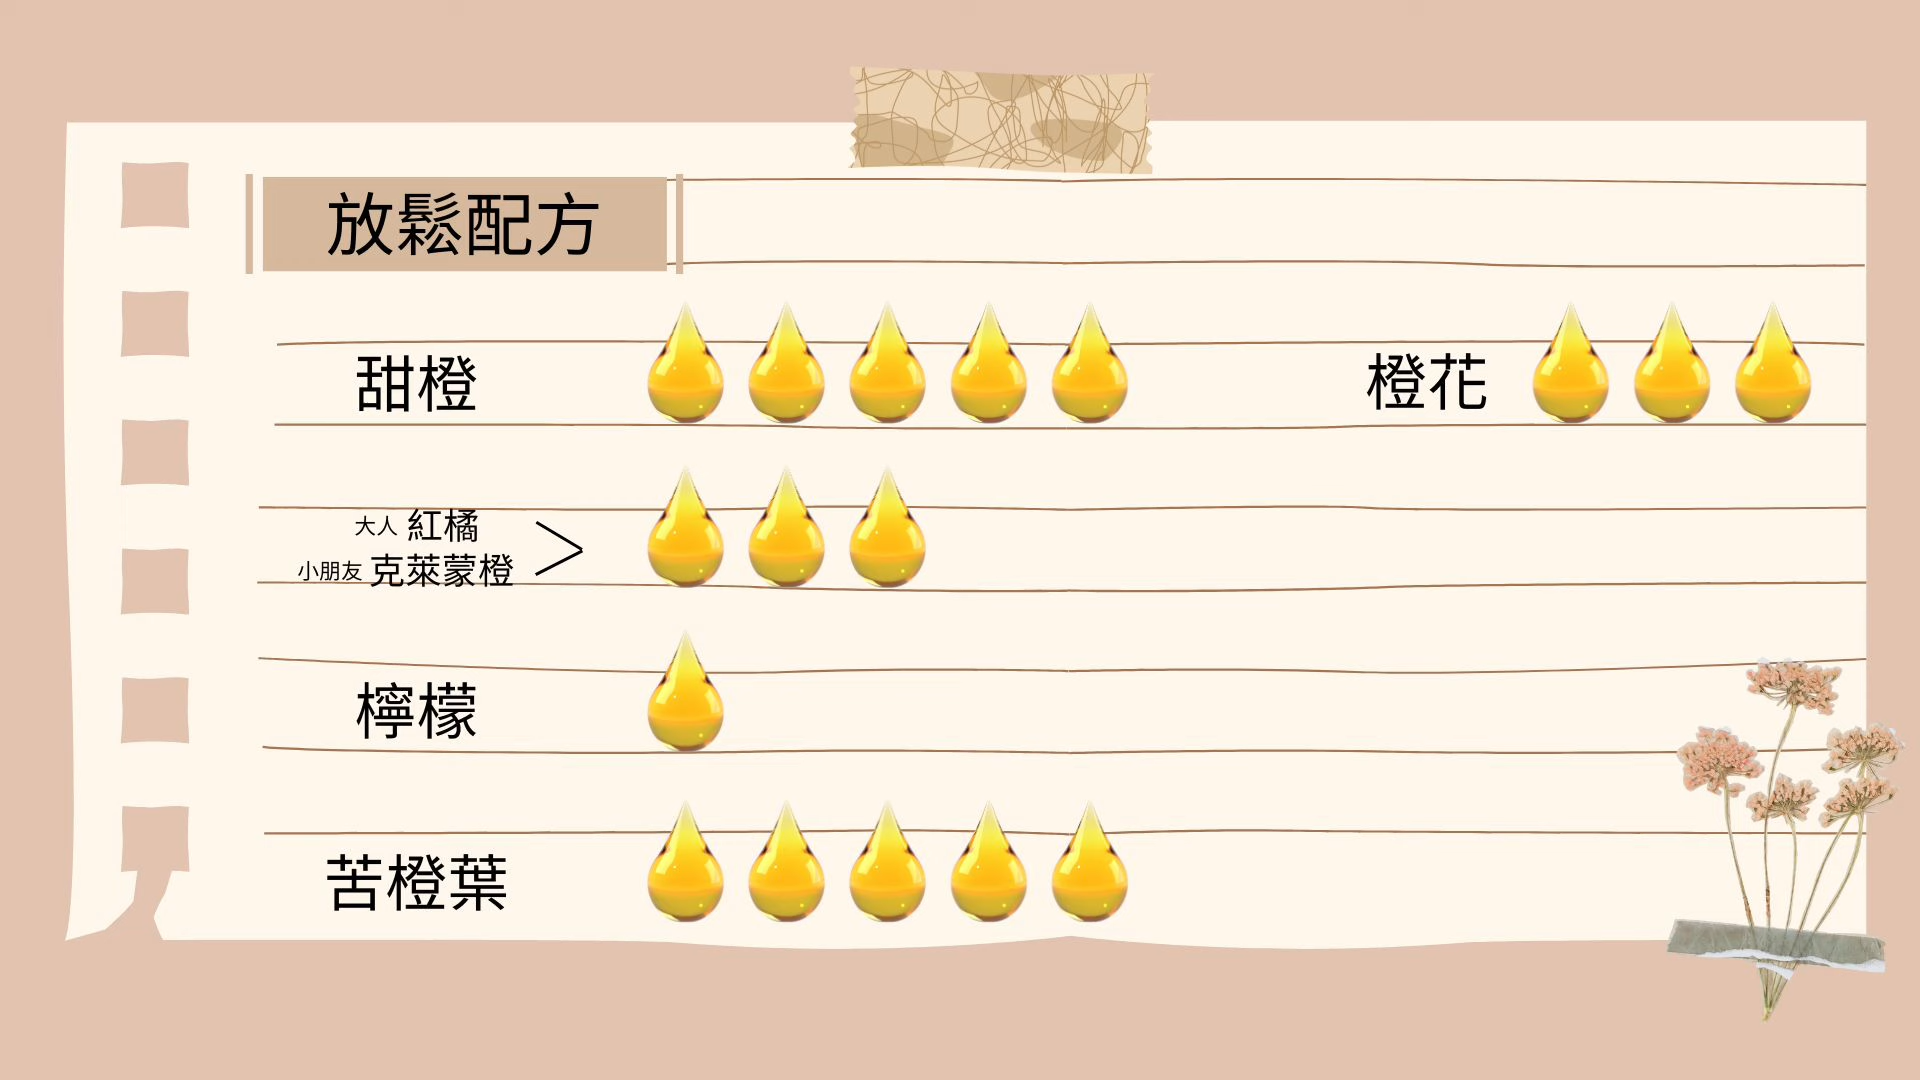 放鬆配方
甜橙
橙花
大人 紅橘
小朋友 克萊蒙橙
檸檬
苦橙葉